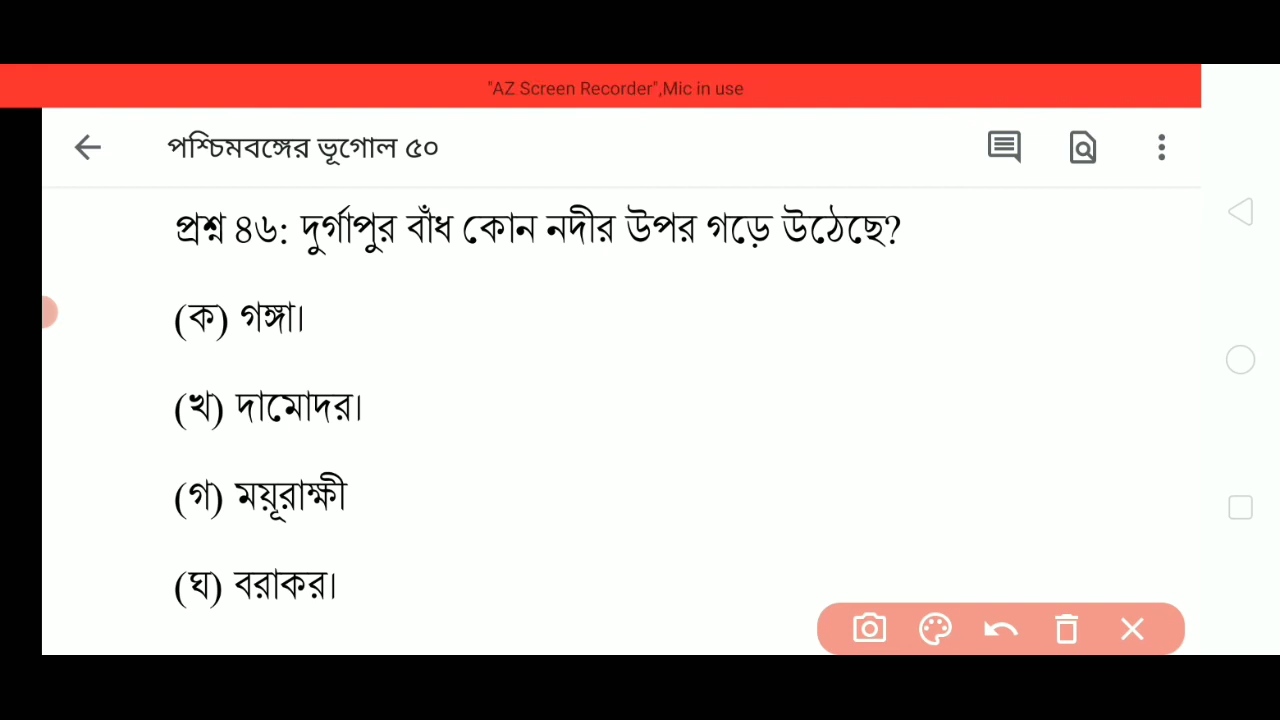 "AZ Screen Recorder",Mic in use
পশ্চিমবঙ্গের ভূগোল ৫০
প্রশ্ন ৪৬: দুর্গাপুর বাঁধ কোন নদীর উপর গড়ে উঠেছে?
(ক) গঙ্গা।
(খ) দামোদর।
(গ) ময়ূরাক্ষী
(ঘ) বরাকর।